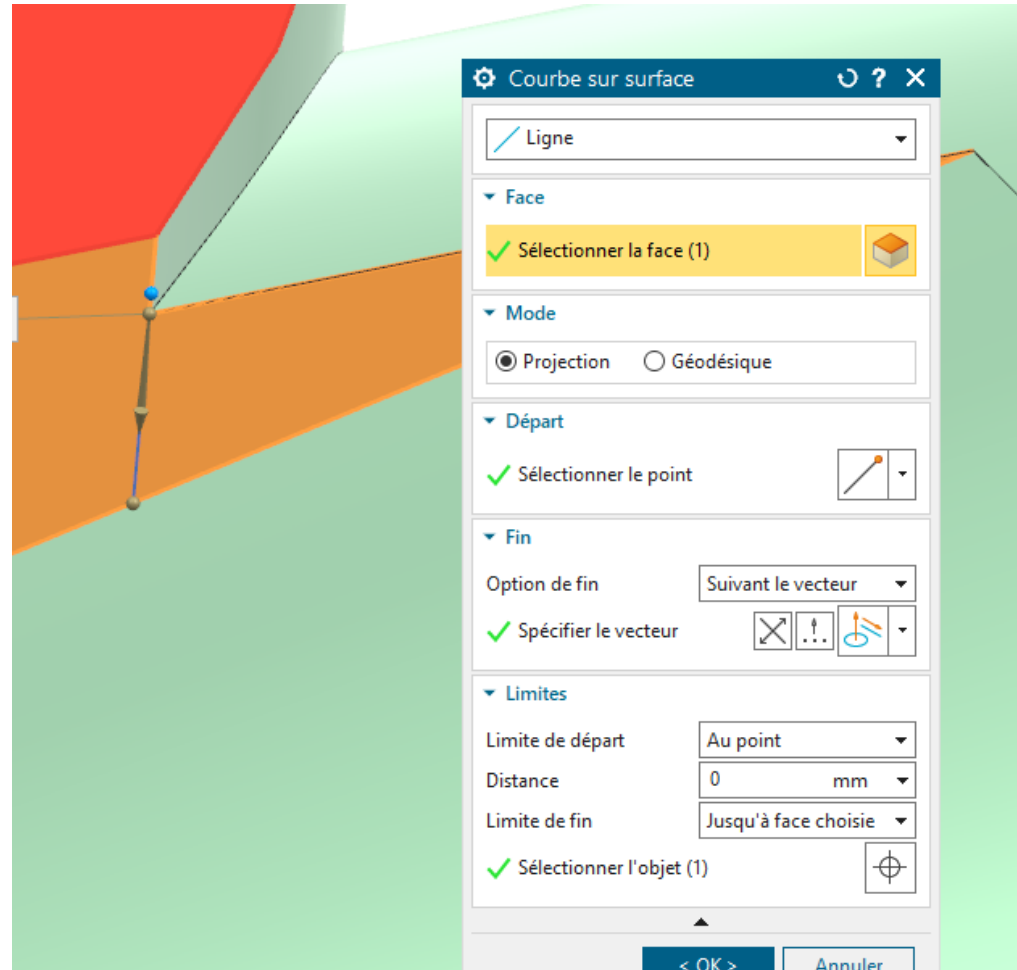 Courbe sur surface ?
Ligne
Face
Sélectionner la face (1)
Mode
Projection Géodésique
Départ
Sélectionner le point
Fin
Option de fin Suivant le vecteur
Spécifier le vecteur
Limites
Limite de départ Au point
Distance 0 mm
Limite de fin Jusqu'à face choisie
Sélectionner l'objet (1)
< OK > Annuler